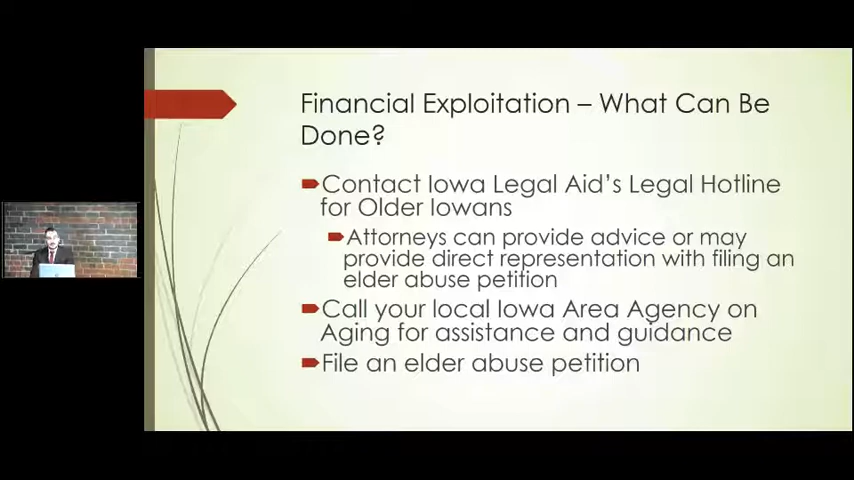 Financial Exploitation – What Can Be
Done?
Contact Iowa Legal Aid's Legal Hotline
for Older Iowans
Attorneys can provide advice or may
provide direct representation with filing an
elder abuse petition
Call your local Iowa Area Agency on
Aging for assistance and guidance
File an elder abuse petition